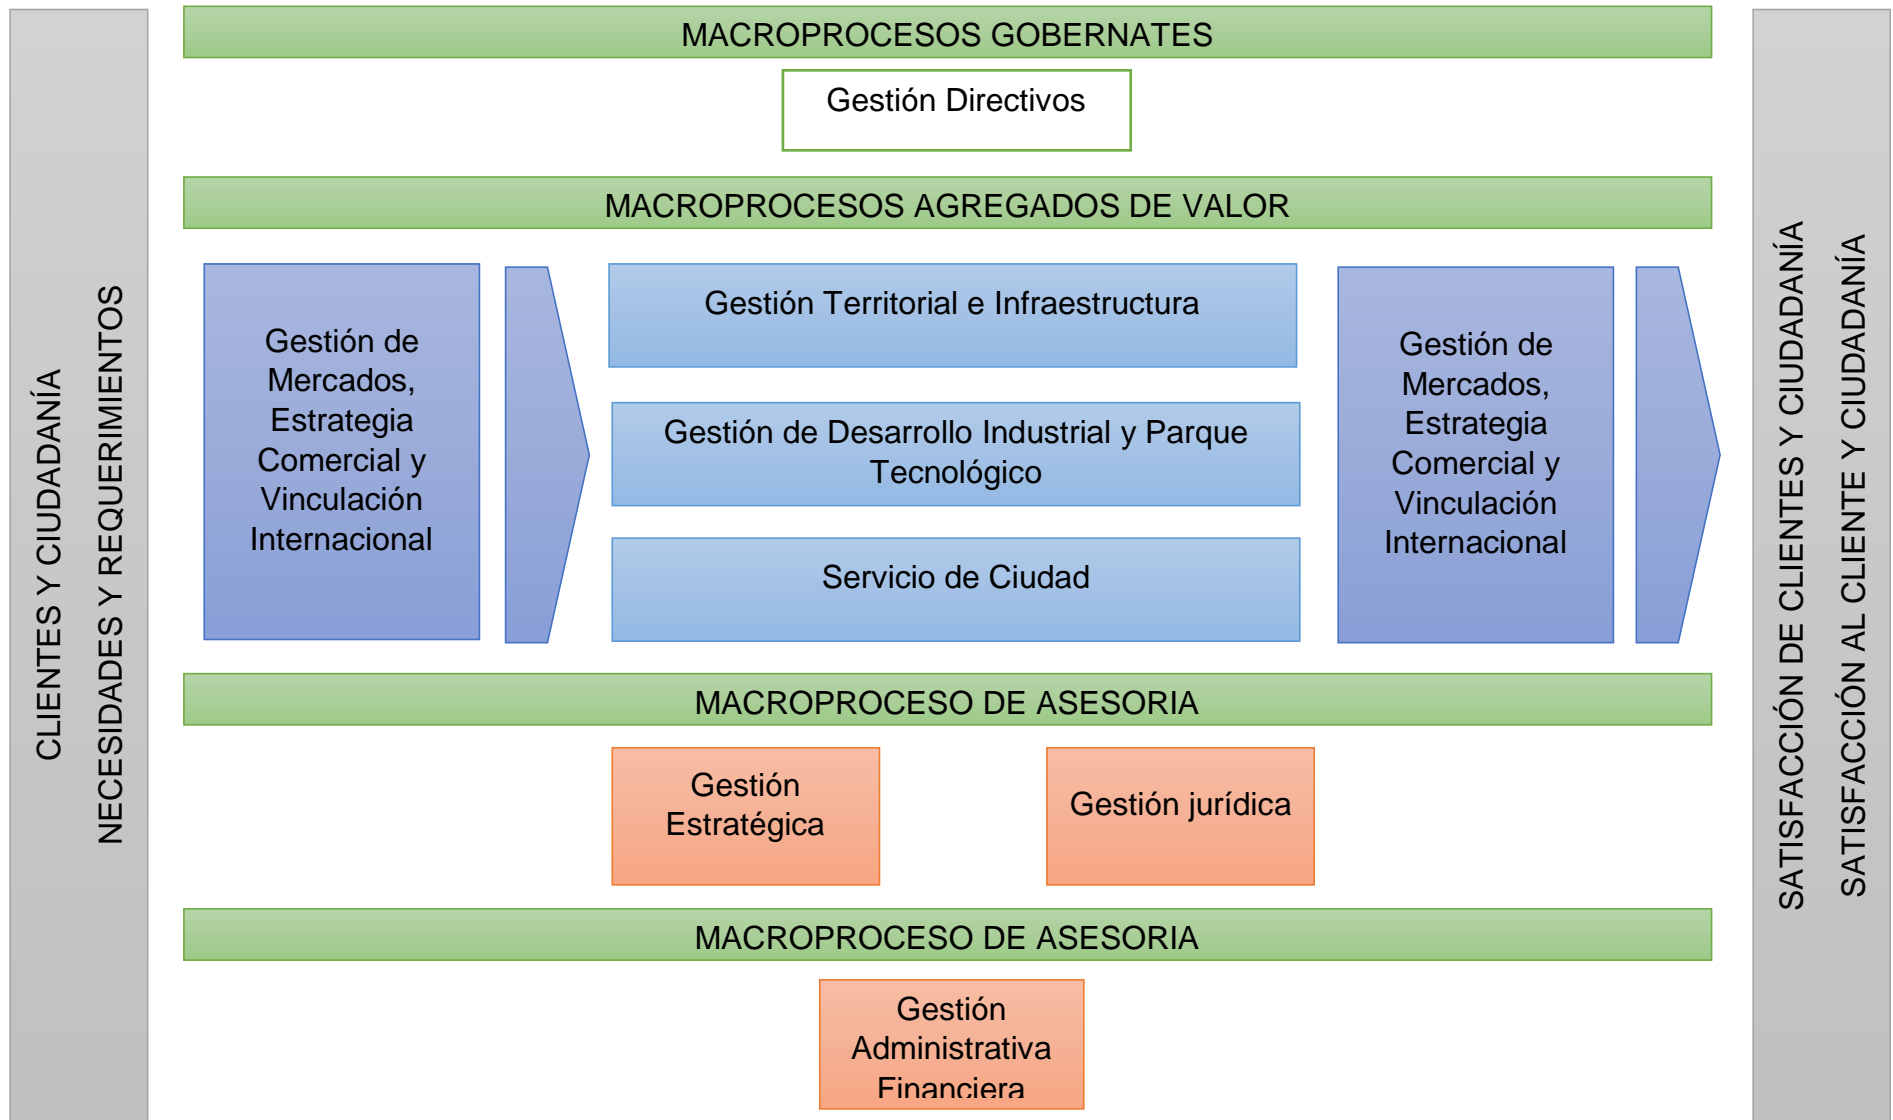 CLIENTES Y CIUDADANÍA
NECESIDADES Y REQUERIMIENTOS
MACROPROCESOS GOBERNATES
Gestión Directivos
MACROPROCESOS AGREGADOS DE VALOR
Gestión de
Mercados,
Estrategia
Comercial y
Vinculación
Internacional
Gestión Territorial e Infraestructura
Gestión de Desarrollo Industrial y Parque
Tecnológico
Servicio de Ciudad
Gestión de
Mercados,
Estrategia
Comercial y
Vinculación
Internacional
MACROPROCESO DE ASESORIA
Gestión
Estratégica
Gestión jurídica
MACROPROCESO DE ASESORIA
Gestión
Administrativa
Financiera
SATISFACCIÓN DE CLIENTES Y CIUDADANÍA
SATISFACCIÓN AL CLIENTE Y CIUDADANÍA